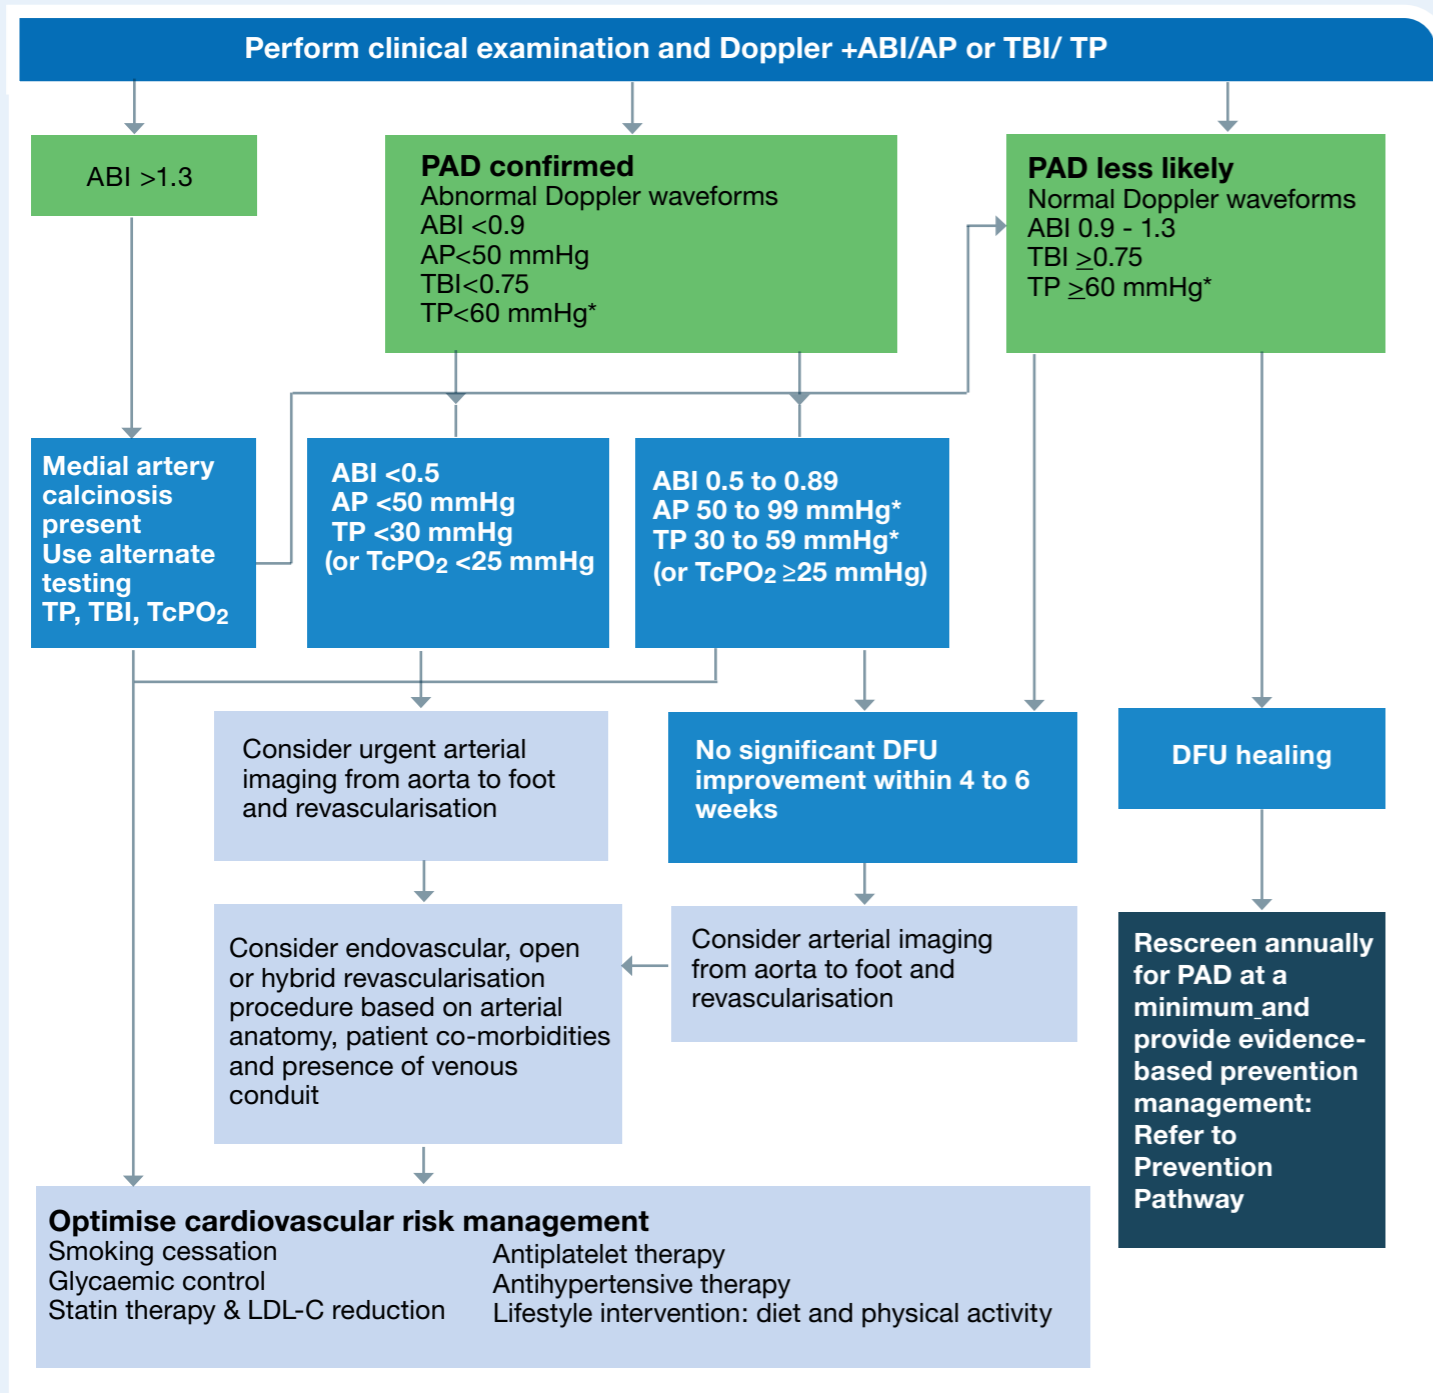 Perform clinical examination and Doppler +ABI/AP or TBI/ TP
ABI >1.3
PAD confirmed
Abnormal Doppler waveforms
ABI <0.9
AP<50 mmHg
TBI<0.75
TP<60 mmHg*
PAD less likely
Normal Doppler waveforms
ABI 0.9 - 1.3
TBI ≥0.75
TP ≥60 mmHg*
Medial artery
calcinosis
present
Use alternate
testing
TP, TBI, TcPO2
ABI <0.5
AP <50 mmHg
TP <30 mmHg
(or TcPO2 <25 mmHg
ABI 0.5 to 0.89
AP 50 to 99 mmHg*
TP 30 to 59 mmHg*
(or TcPO2 ≥25 mmHg)
Consider urgent arterial
imaging from aorta to foot
and revascularisation
No significant DFU
improvement within 4 to 6
weeks
DFU healing
Consider endovascular, open
or hybrid revascularisation
procedure based on arterial
anatomy, patient co-morbidities
and presence of venous
conduit
Consider arterial imaging
from aorta to foot and
revascularisation
Rescreen annually
for PAD at a
minimum and
provide evidence-
based prevention
management:
Refer to
Prevention
Pathway
Optimise cardiovascular risk management
Smoking cessation
Glycaemic control
Statin therapy & LDL-C reduction
Antiplatelet therapy
Antihypertensive therapy
Lifestyle intervention: diet and physical activity